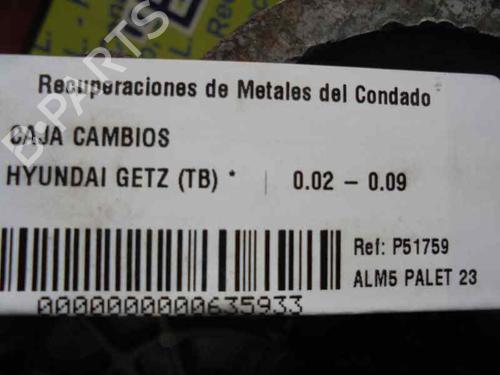 Recuperaciones de Metales del Condado
CAJA CAMBIOS
HYUNDAI GETZ (TB) * | 0.02 – 0.09
Ref: P51759
ALM5 PALET 23
0000000000635933
B-Parts